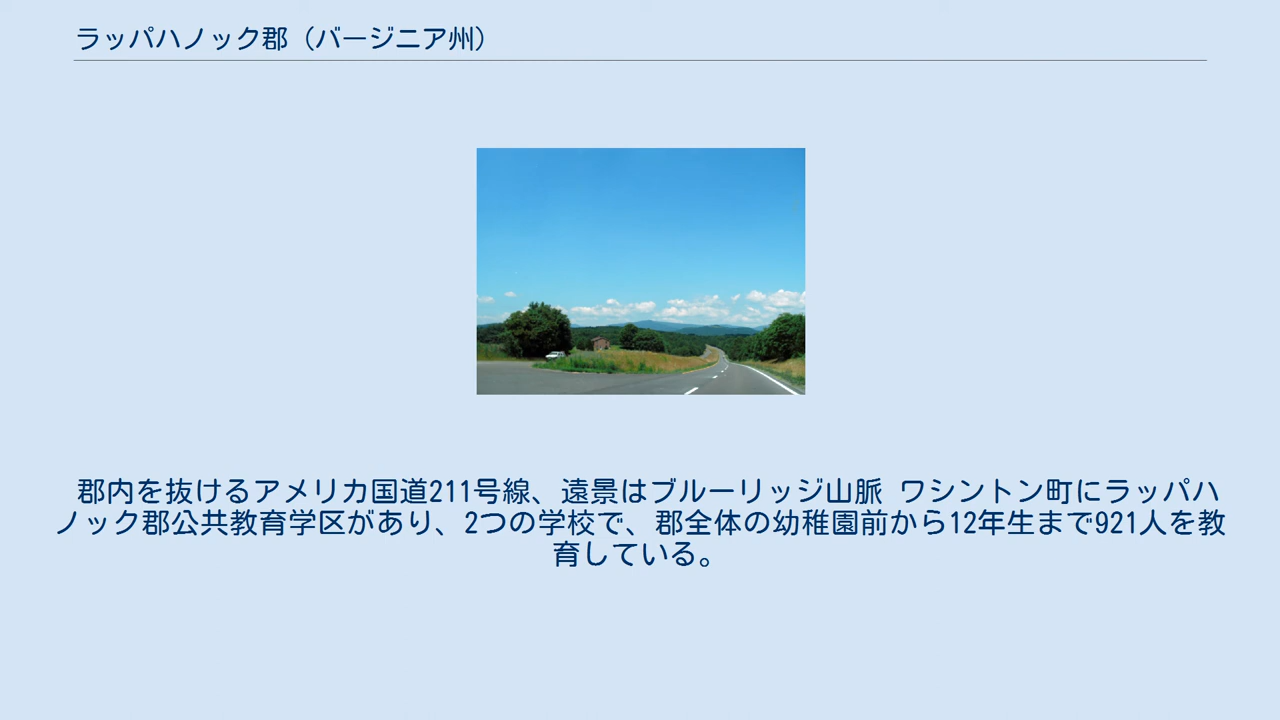 ラッパハノック郡（バージニア州）
郡内を抜けるアメリカ国道211号線、遠景はブルーリッジ山脈 ワシントン町にラッパハ
ノック郡公共教育学区があり、2つの学校で、郡全体の幼稚園前から12年生まで921人を教
育している。